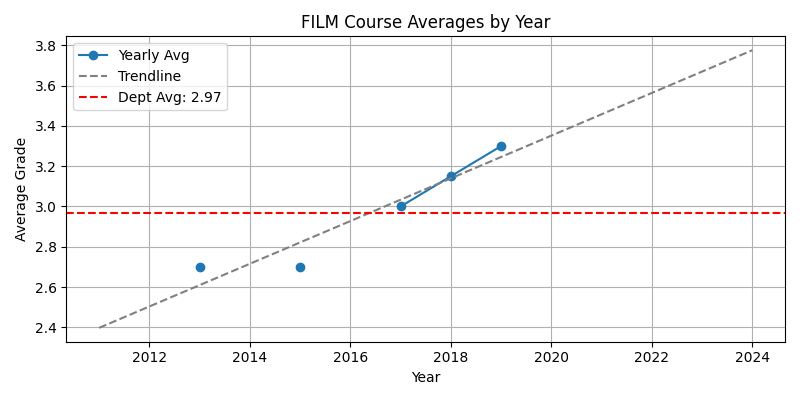 FILM Course Averages by Year
Yearly Avg
Trendline
Dept Avg: 2.97
Average Grade
3.8
3.6
3.4
3.2
3.0
2.8
2.6
2.4
2012 2014 2016 2018 2020 2022 2024
Year